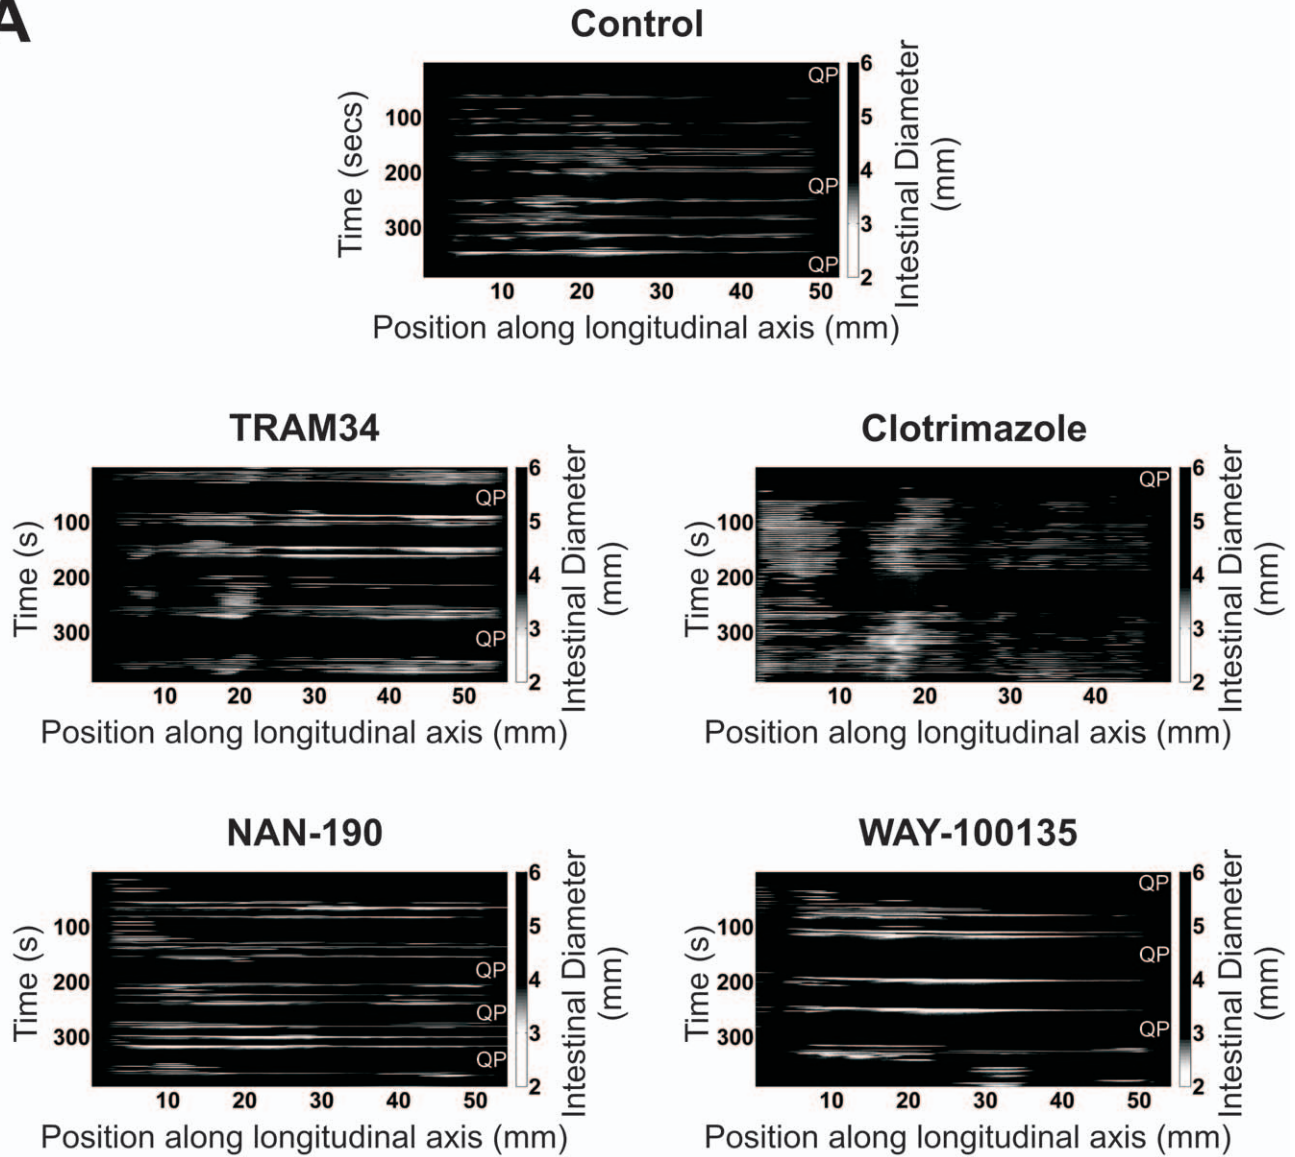 A
Control
QP
QP
QP
100
200
300
Time (secs)
10 20 30 40 50
Position along longitudinal axis (mm)
6
5
4
3
2
Intestinal Diameter
(mm)
TRAM34
QP
QP
100
200
300
Time (s)
10 20 30 40 50
Position along longitudinal axis (mm)
6
5
4
3
2
Intestinal Diameter
(mm)
Clotrimazole
QP
100
200
300
Time (s)
10 20 30 40
Position along longitudinal axis (mm)
6
5
4
3
2
Intestinal Diameter
(mm)
NAN-190
QP
QP
QP
100
200
300
Time (s)
10 20 30 40 50
Position along longitudinal axis (mm)
6
5
4
3
2
Intestinal Diameter
(mm)
WAY-100135
QP
QP
QP
100
200
300
Time (s)
10 20 30 40 50
Position along longitudinal axis (mm)
6
5
4
3
2
Intestinal Diameter
(mm)